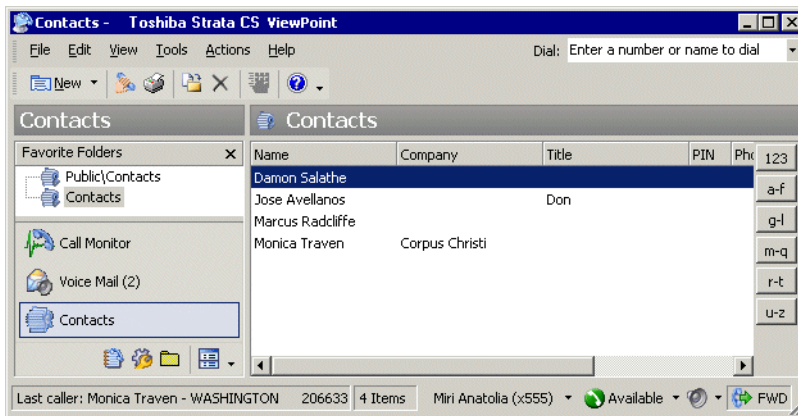 Contacts - Toshiba Strata CS ViewPoint
File Edit View Tools Actions Help Dial: Enter a number or name to dial
New
Contacts Contacts
Favorite Folders x Name Company Title PIN Pho 123
Public\Contacts Damon Salathe
Contacts Jose Avellanos Don a-f
Marcus Radcliffe g-l
Call Monitor Monica Traven Corpus Christi m-q
Voice Mail (2) r-t
Contacts u-z
Last caller: Monica Traven - WASHINGTON 206633 4 Items Miri Anatolia (x555) Available FWD